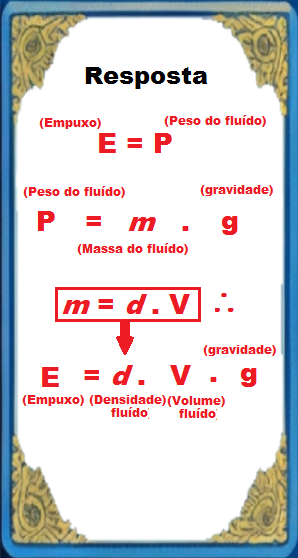 Resposta
(Empuxo) (Peso do fluído)
E = P
(Peso do fluído) (gravidade)
P = m . g
(Massa do fluído)
m = d . V ∴
(gravidade)
E = d . V . g
(Empuxo) (Densidade) (Volume)
fluído fluído